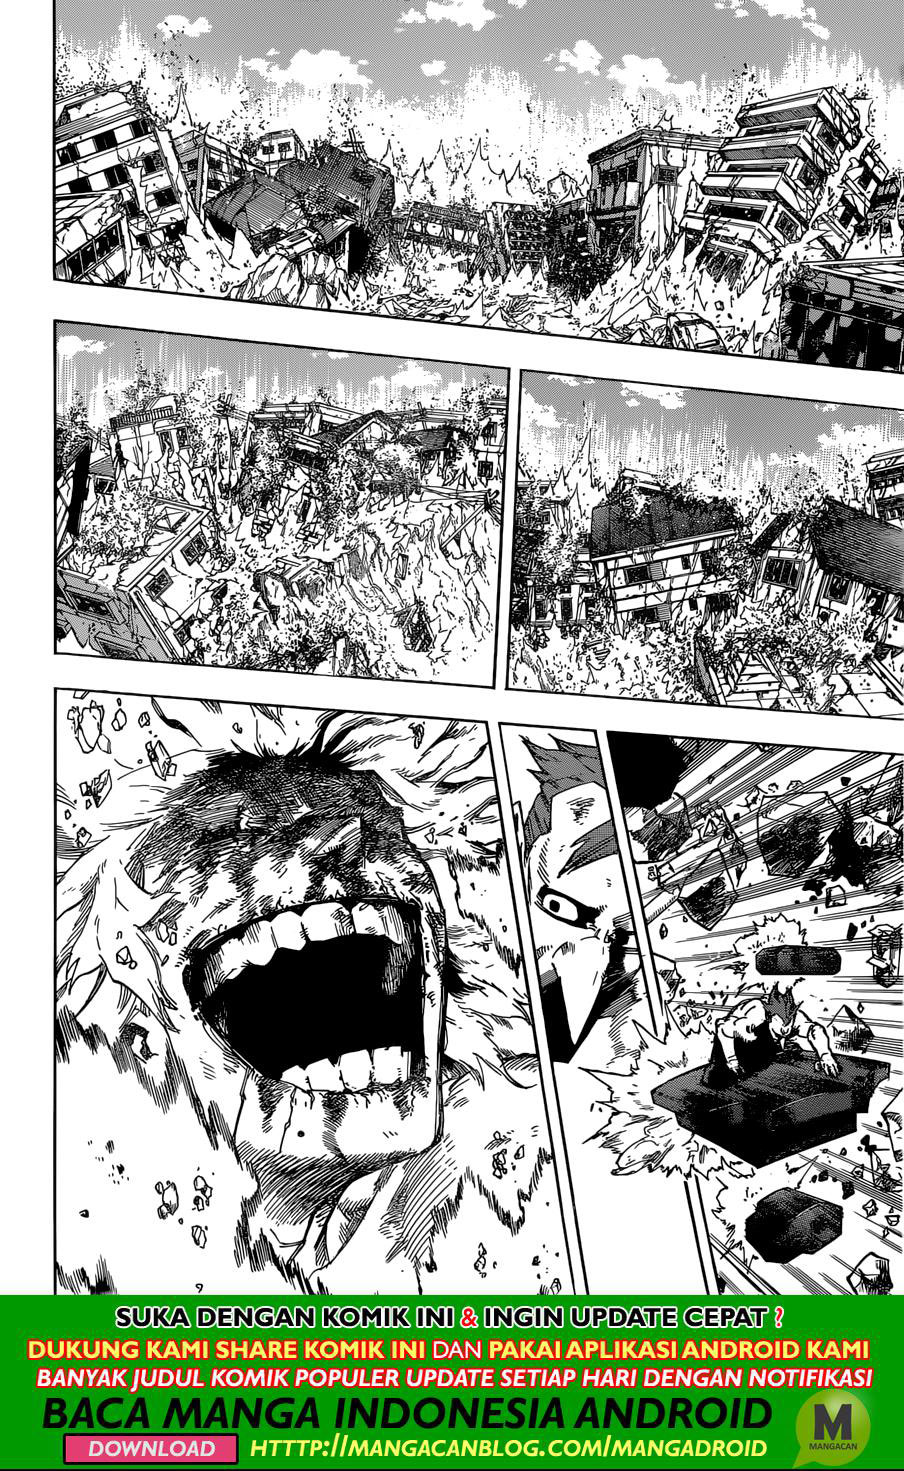 SUKA DENGAN KOMIK INI & INGIN UPDATE CEPAT ?
DUKUNG KAMI SHARE KOMIK INI DAN PAKAI APLIKASI ANDROID KAMI
BANYAK JUDUL KOMIK POPULER UPDATE SETIAP HARI DENGAN NOTIFIKASI
BACA MANGA INDONESIA ANDROID
M
MANGACAN
DOWNLOAD HTTTP://MANGACANBLOG.COM/MANGADROID